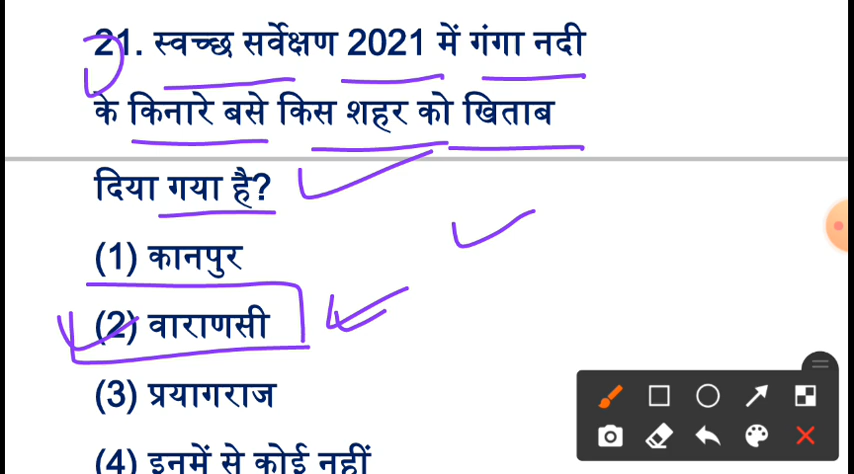 21. स्वच्छ सर्वेक्षण 2021 में गंगा नदी
के किनारे बसे किस शहर को खिताब
दिया गया है?
(1) कानपुर
(2) वाराणसी
(3) प्रयागराज
(4) इनमें से कोई नहीं